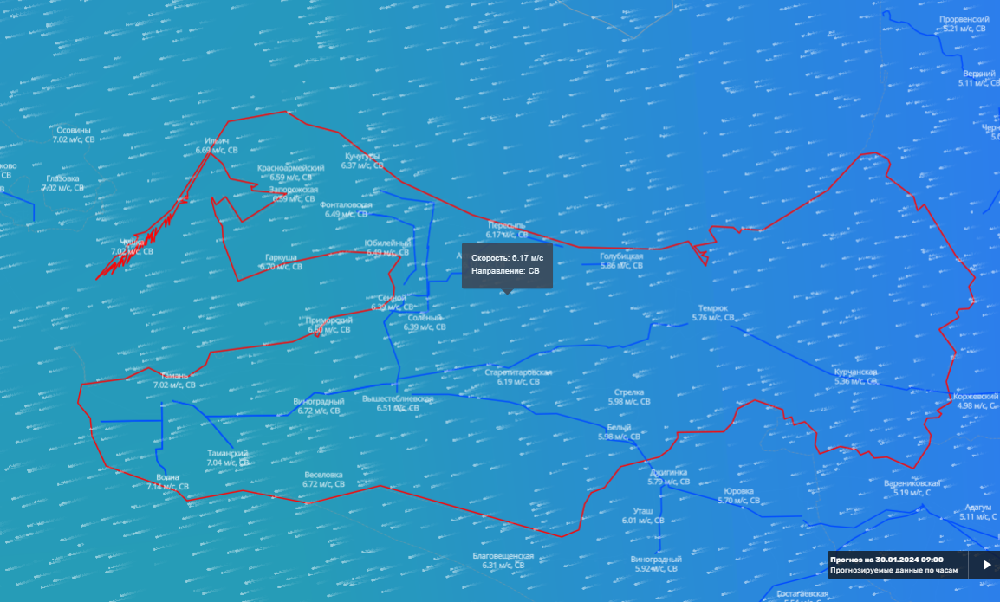 Прорвенский
5.21 м/с, СВ
Верхний
5.11 м/с, СВ
Осовины
7.02 м/с, СВ
Ильич
6.69 м/с, СВ
Кучугуры
6.37 м/с, СВ
СВ
Глазовка
7.02 м/с, СВ
Красноармейский
6.59 м/с, СВ
Запорожская
6.59 м/с, СВ
Фонталовская
6.49 м/с, СВ
Пересыпь
6.17 м/с, СВ
Чушка
7.02 м/с, СВ
Юбилейный
6.49 м/с, СВ
Гаркуша
6.70 м/с, СВ
Голубицкая
5.86 м/с, СВ
Скорость: 6.17 м/с
Направление: СВ
Сенной
6.39 м/с, СВ
Солёный
6.39 м/с, СВ
Приморский
6.60 м/с, СВ
Темрюк
5.76 м/с, СВ
Тамань
7.02 м/с, СВ
Старотитаровская
6.19 м/с, СВ
Курчанская
5.36 м/с, СВ
Виноградный
6.72 м/с, СВ
Вышестеблиевская
6.51 м/с, СВ
Стрелка
5.98 м/с, СВ
Коржевский
4.98 м/с, С
Белый
5.98 м/с, СВ
Таманский
7.04 м/с, СВ
Волна
7.14 м/с, СВ
Веселовка
6.72 м/с, СВ
Джигинка
5.79 м/с, СВ
Юровка
5.70 м/с, СВ
Варениковская
5.19 м/с, С
Уташ
6.01 м/с, СВ
Адагум
5.11 м/с, С
Благовещенская
6.31 м/с, СВ
Виноградный
5.92 м/с, СВ
Прогноз на 30.01.2024 09:00
Прогнозируемые данные по часам
Гостагаевская